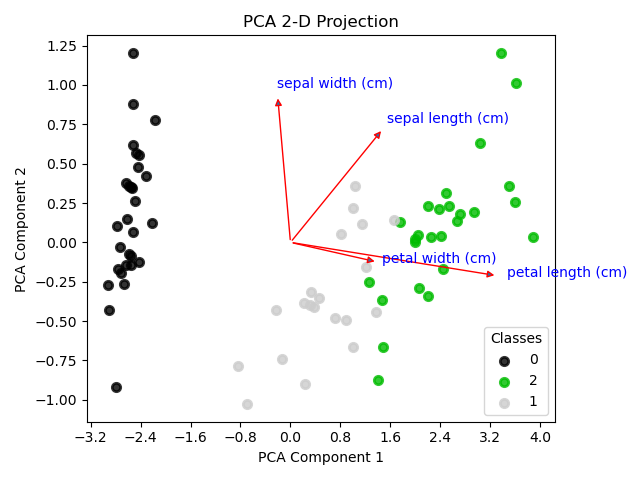 PCA 2-D Projection
1.25
1.00
0.75
0.50
0.25
0.00
−0.25
−0.50
−0.75
−1.00
PCA Component 2
sepal width (cm)
sepal length (cm)
petal width (cm)
petal length (cm)
Classes
0
2
1
−3.2 −2.4 −1.6 −0.8 0.0 0.8 1.6 2.4 3.2 4.0
PCA Component 1